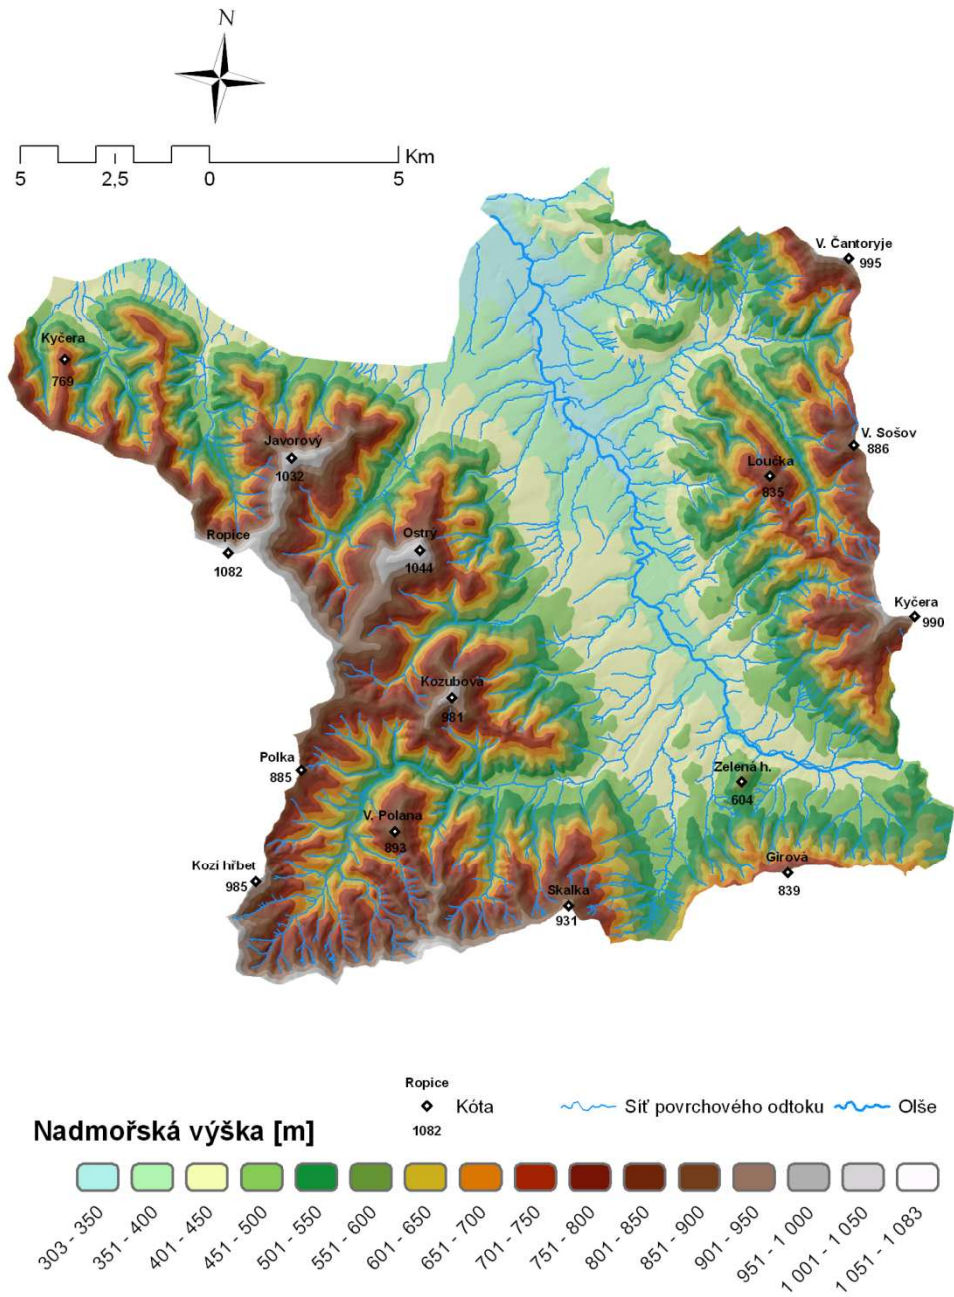 N
Km
5 2,5 0 5
V. Čantoryje
995
Kyčera
769
V. Sošov
886
Javorový
1032
Loučka
835
Ropice
1082
Ostrý
1044
Kyčera
990
Kozubová
981
Polka
885
Zelená h.
604
V. Polana
893
Kozí hřbet
985
Girová
839
Skalka
931
Ropice
Kóta
1082
Síť povrchového odtoku
Olše
Nadmořská výška [m]
303 - 350
351 - 400
401 - 450
451 - 500
501 - 550
551 - 600
601 - 650
651 - 700
701 - 750
751 - 800
801 - 850
851 - 900
901 - 950
951 - 1 000
1 001 - 1 050
1 051 - 1 083